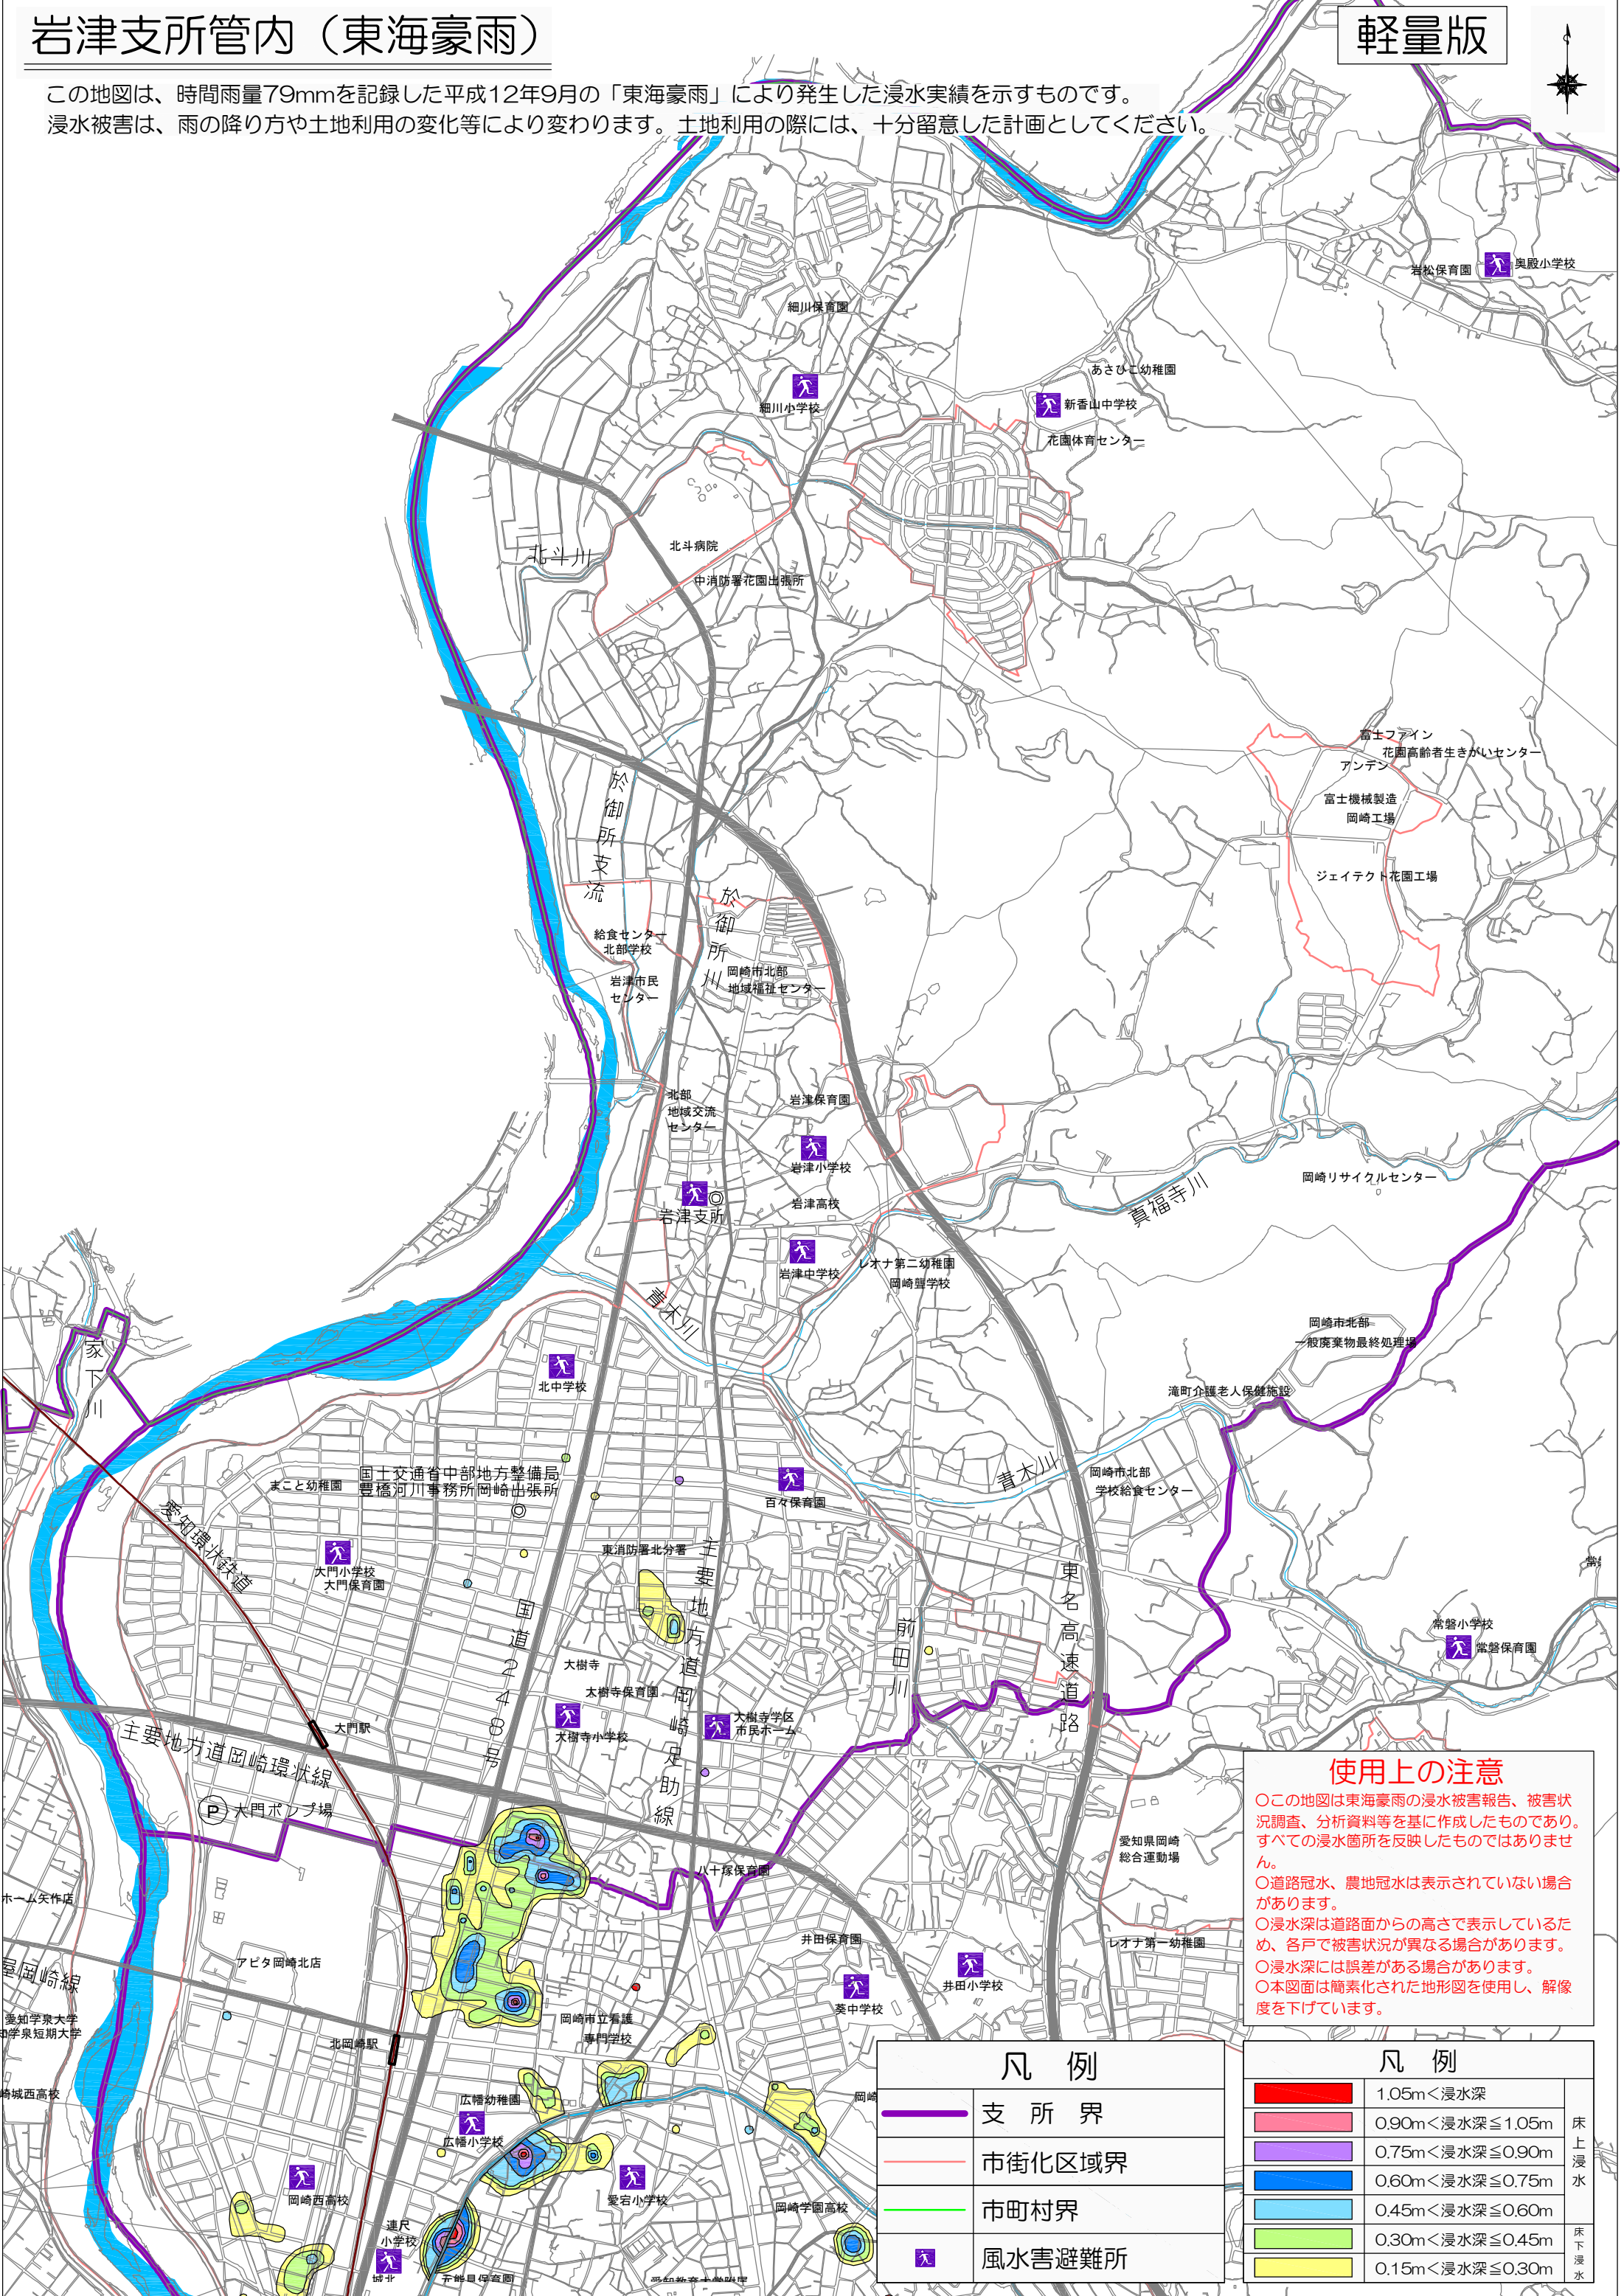 岩津支所管内（東海豪雨）
軽量版
この地図は、時間雨量79mmを記録した平成12年9月の「東海豪雨」により発生した浸水実績を示すものです。
浸水被害は、雨の降り方や土地利用の変化等により変わります。土地利用の際には、十分留意した計画としてください。
岩松保育園
奥殿小学校
細川保育園
あさひこ幼稚園
細川小学校
新香山中学校
花園体育センター
北斗川
北斗病院
中消防署花園出張所
富士ファイン
花園高齢者生きがいセンター
アンデン
富士機械製造
岡崎工場
ジェイテクト花園工場
於御所支流
於御所川
給食センター
北部学校
岩津市民
センター
岡崎市北部
地域福祉センター
北部
地域交流
センター
岩津保育園
岩津小学校
岩津高校
岩津支所
岡崎リサイクルセンター
真福寺川
岩津中学校
レオナ第二幼稚園
岡崎聾学校
青木川
家下川
岡崎市北部
一般廃棄物最終処理場
北中学校
滝町介護老人保健施設
まこと幼稚園
国土交通省中部地方整備局
豊橋河川事務所岡崎出張所
百々保育園
青木川
岡崎市北部
学校給食センター
愛知環状鉄道
大門小学校
大門保育園
東消防署北分署
主要地方道岡崎足助線
国道248号
前田川
東名高速道路
常磐小学校
常磐保育園
大樹寺
大樹寺保育園
大樹寺小学校
大樹寺学区
市民ホーム
大門駅
主要地方道岡崎環状線
P 大門ポンプ場
愛知県岡崎
総合運動場
八十塚保育園
ホーム矢作店
井田保育園
レオナ第一幼稚園
アピタ岡崎北店
岡崎線
井田小学校
葵中学校
愛知学泉大学
学泉短期大学
岡崎市立看護
専門学校
北岡崎駅
崎城西高校
広幡幼稚園
広幡小学校
岡崎
岡崎西高校
愛宕小学校
岡崎学園高校
連尺
小学校
城北
元能見保育園
愛知教育大学附属
使用上の注意
○この地図は東海豪雨の浸水被害報告、被害状
況調査、分析資料等を基に作成したものであり。
すべての浸水箇所を反映したものではありませ
ん。
○道路冠水、農地冠水は表示されていない場合
があります。
○浸水深は道路面からの高さで表示しているた
め、各戸で被害状況が異なる場合があります。
○浸水深には誤差がある場合があります。
○本図面は簡素化された地形図を使用し、解像
度を下げています。
凡 例
支 所 界
市街化区域界
市町村界
風水害避難所
凡 例
1.05m＜浸水深
0.90m＜浸水深≦1.05m
0.75m＜浸水深≦0.90m
0.60m＜浸水深≦0.75m
0.45m＜浸水深≦0.60m
0.30m＜浸水深≦0.45m
0.15m＜浸水深≦0.30m
床上浸水
床下浸水